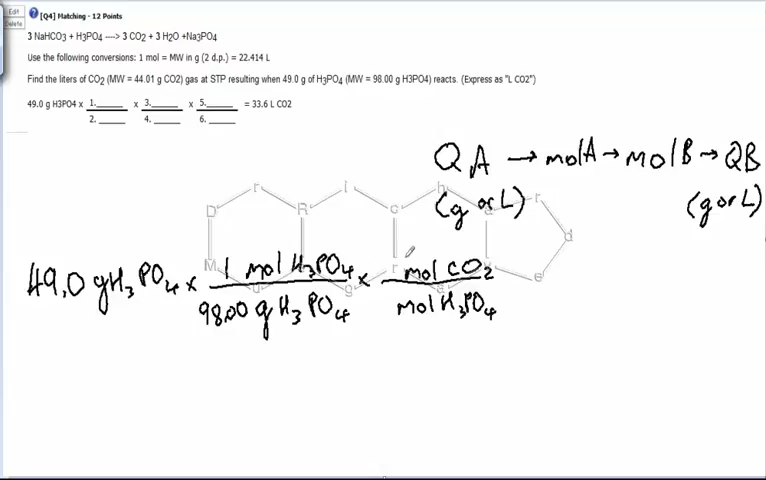 Edit
Delete
[Q4] Matching - 12 Points
3 NaHCO3 + H3PO4 ----> 3 CO2 + 3 H2O +Na3PO4
Use the following conversions: 1 mol = MW in g (2 d.p.) = 22.414 L
Find the liters of CO2 (MW = 44.01 g CO2) gas at STP resulting when 49.0 g of H3PO4 (MW = 98.00 g H3PO4) reacts. (Express as "L CO2")
49.0 g H3PO4 x 1.______ x 3.______ x 5.______ = 33.6 L CO2
2. ______ 4. ______ 6. ______
QA → molA → molB → QB
(g or L) (g or L)
49.0 g H3PO4 x 1 mol H3PO4 x mol CO2
98.00 g H3PO4 mol H3PO4